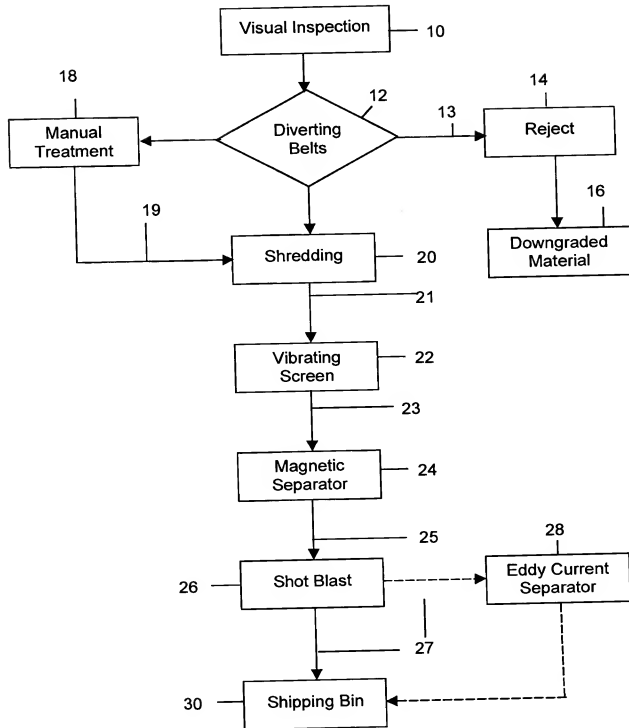 Visual Inspection
10
18
12
13
14
Manual
Treatment
Diverting
Belts
Reject
19
16
Shredding
20
Downgraded
Material
21
Vibrating
Screen
22
23
Magnetic
Separator
24
25
28
26
Shot Blast
Eddy Current
Separator
27
30
Shipping Bin